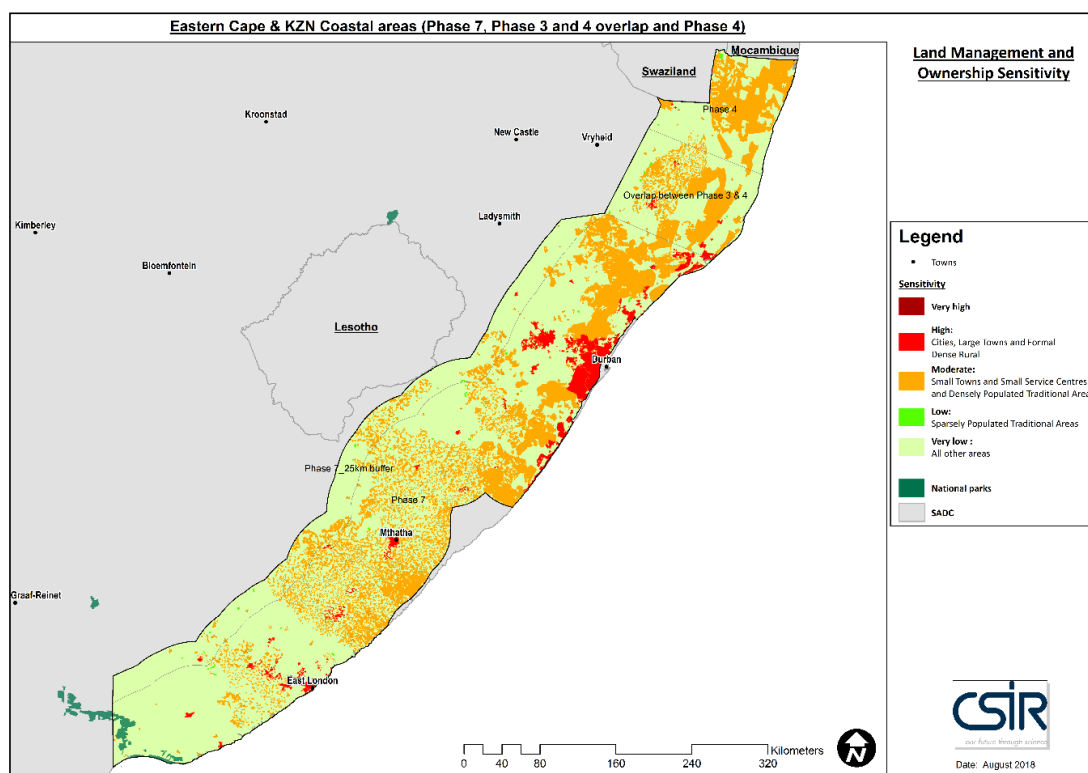 Eastern Cape & KZN Coastal areas (Phase 7, Phase 3 and 4 overlap and Phase 4)
Land Management and
Ownership Sensitivity
Mocambique
Swaziland
Phase 4
Kroonstad
New Castle
Vryheid
Overlap between Phase 3 & 4
Kimberley
Ladysmith
Bloemfontein
Lesotho
Durban
Phase 7_25km buffer
Phase 7
Mthatha
Graaf-Reinet
East London
Legend
Towns
Sensitivity
Very high
High:
Cities, Large Towns and Formal
Dense Rural
Moderate:
Small Towns and Small Service Centres
and Densely Populated Traditional Area
Low:
Sparsely Populated Traditional Areas
Very low :
All other areas
National parks
SADC
Kilometers
0 40 80 160 240 320
N
CSIR
our future through science
Date: August 2018